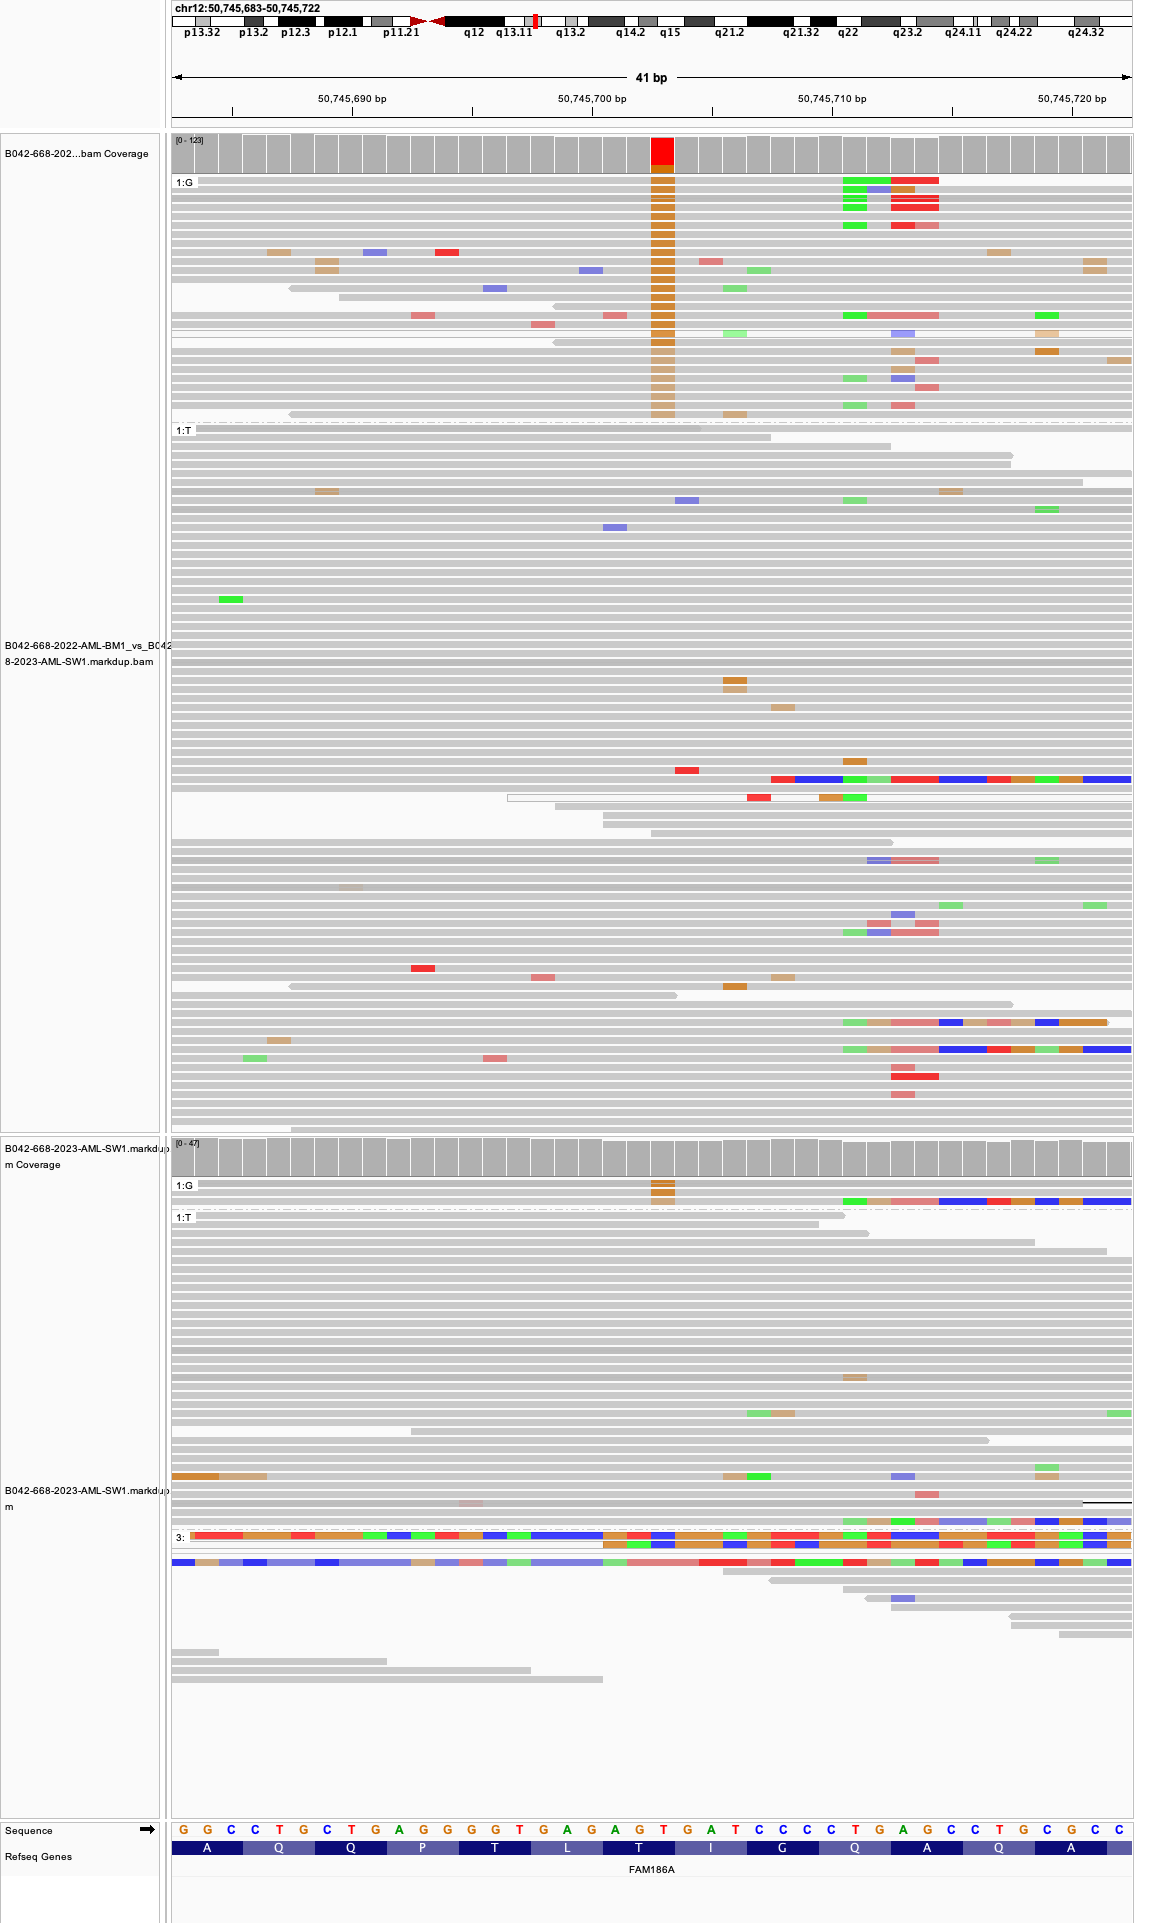 chr12:50,745,683-50,745,722
p13.32 p13.2 p12.3 p12.1 p11.21 q12 q13.11 q13.2 q14.2 q15 q21.2 q21.32 q22 q23.2 q24.11 q24.22 q24.32
41 bp
50,745,690 bp 50,745,700 bp 50,745,710 bp 50,745,720 bp
[0 - 123]
B042-668-202...bam Coverage
1:G
1:T
B042-668-2022-AML-BM1_vs_B042
8-2023-AML-SW1.markdup.bam
[0 - 47]
B042-668-2023-AML-SW1.markdup
m Coverage
1:G
1:T
B042-668-2023-AML-SW1.markdup
m
3:
Sequence G G C C T G C T G A G G G G T G A G A G T G A T C C C C T G A G C C T G C G C C
Refseq Genes A Q Q P T L T I G Q A Q A
FAM186A